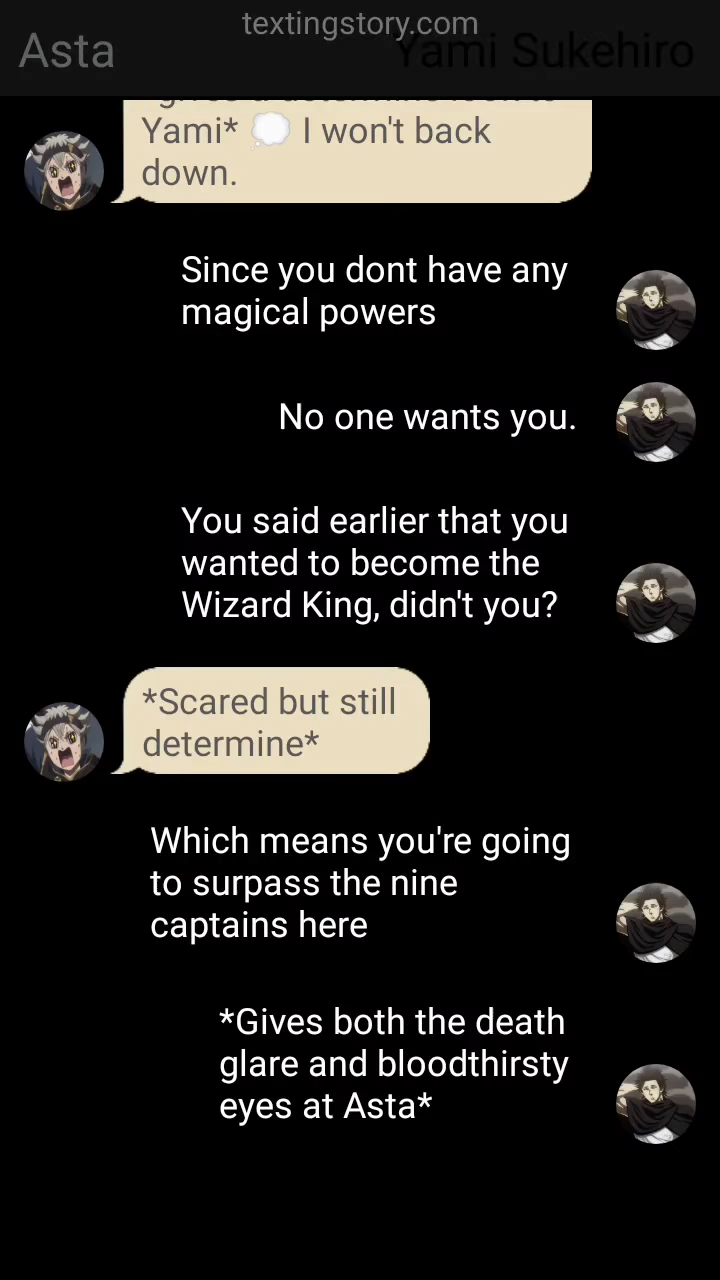 textingstory.com
Asta
Yami Sukehiro
Yami* 💭 I won't back
down.
Since you dont have any
magical powers
No one wants you.
You said earlier that you
wanted to become the
Wizard King, didn't you?
*Scared but still
determine*
Which means you're going
to surpass the nine
captains here
*Gives both the death
glare and bloodthirsty
eyes at Asta*